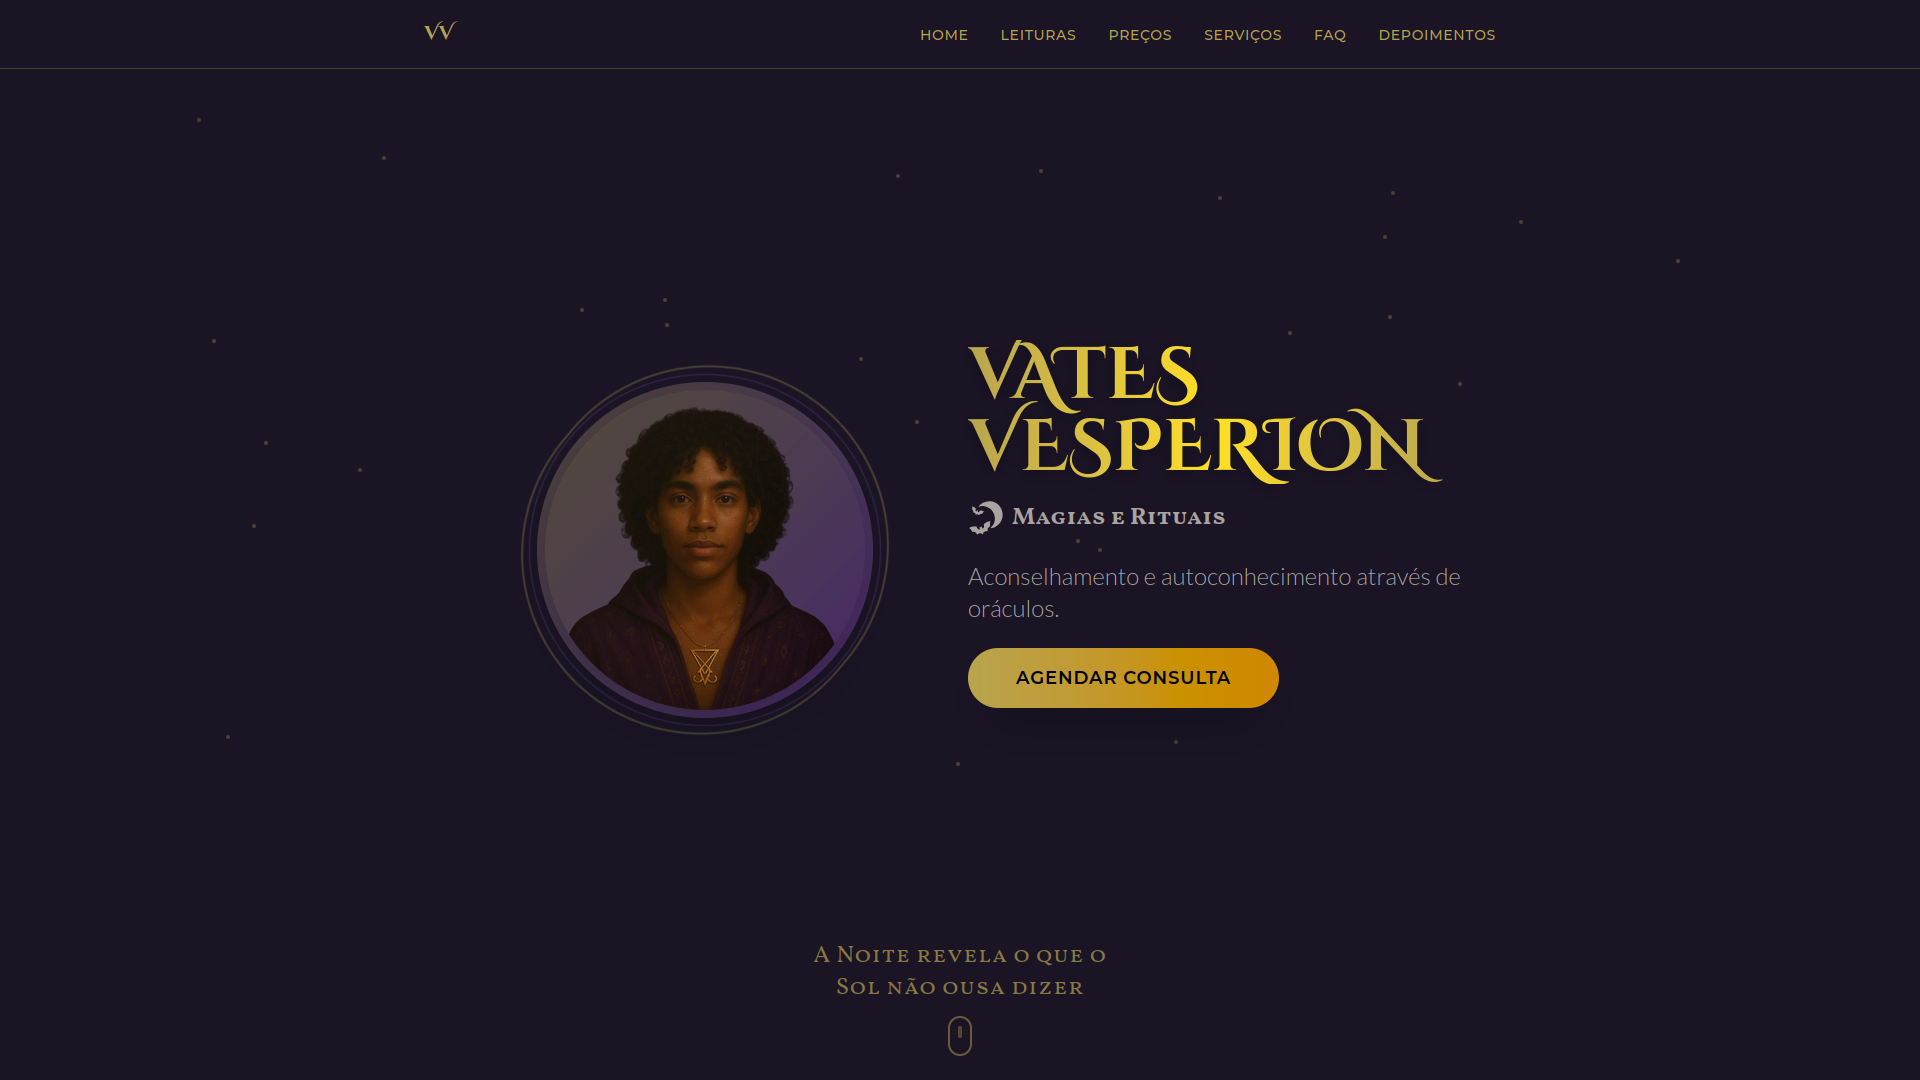 VV
HOME LEITURAS PREÇOS SERVIÇOS FAQ DEPOIMENTOS
VATES
VESPERION
Magias e Rituais
Aconselhamento e autoconhecimento através de
oráculos.
AGENDAR CONSULTA
A Noite revela o que o
Sol não ousa dizer